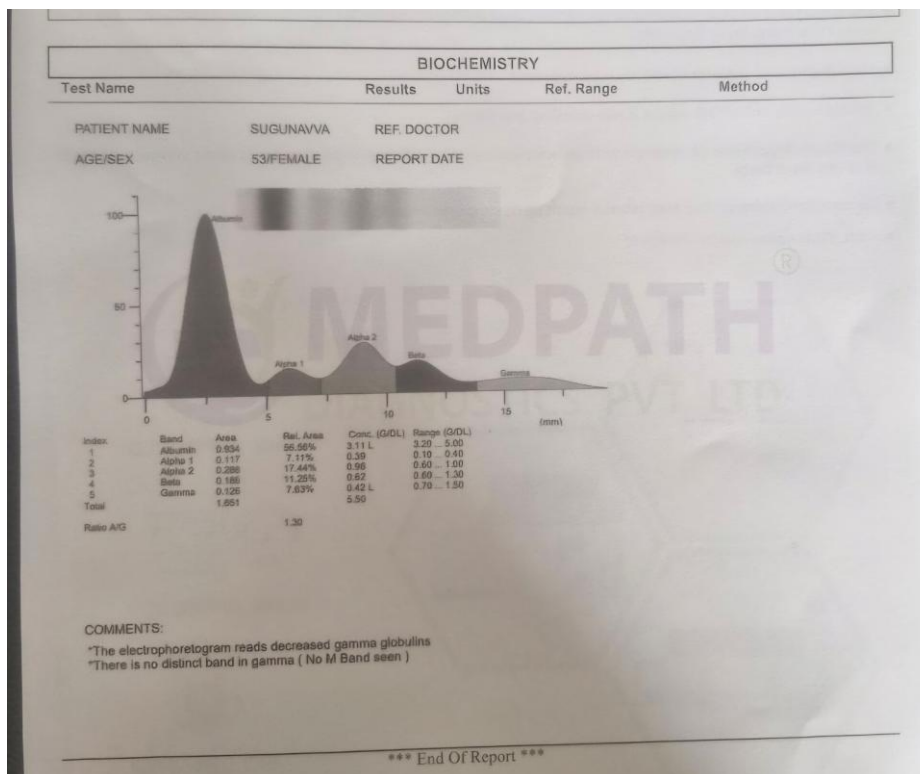 BIOCHEMISTRY
Test Name Results Units Ref. Range Method
PATIENT NAME SUGUNAVVA REF. DOCTOR
AGE/SEX 53/FEMALE REPORT DATE
100
Albumin
50
Alpha 1
Alpha 2
Beta
Gamma
0
0 5 10 15 (mm)
MEDPATH ®
DIAGNOSTICS PVT. LTD.
Index Band Area Rel. Area Conc. (G/DL) Range (G/DL)
1 Albumin 0.934 56.56% 3.11 L 3.20 ... 5.00
2 Alpha 1 0.117 7.11% 0.39 0.10 ... 0.40
3 Alpha 2 0.288 17.44% 0.96 0.60 ... 1.00
4 Beta 0.186 11.25% 0.62 0.60 ... 1.30
5 Gamma 0.126 7.63% 0.42 L 0.70 ... 1.50
Total 1.651 5.50
Ratio A/G 1.30
COMMENTS:
*The electrophoretogram reads decreased gamma globulins
*There is no distinct band in gamma ( No M Band seen )
*** End Of Report ***